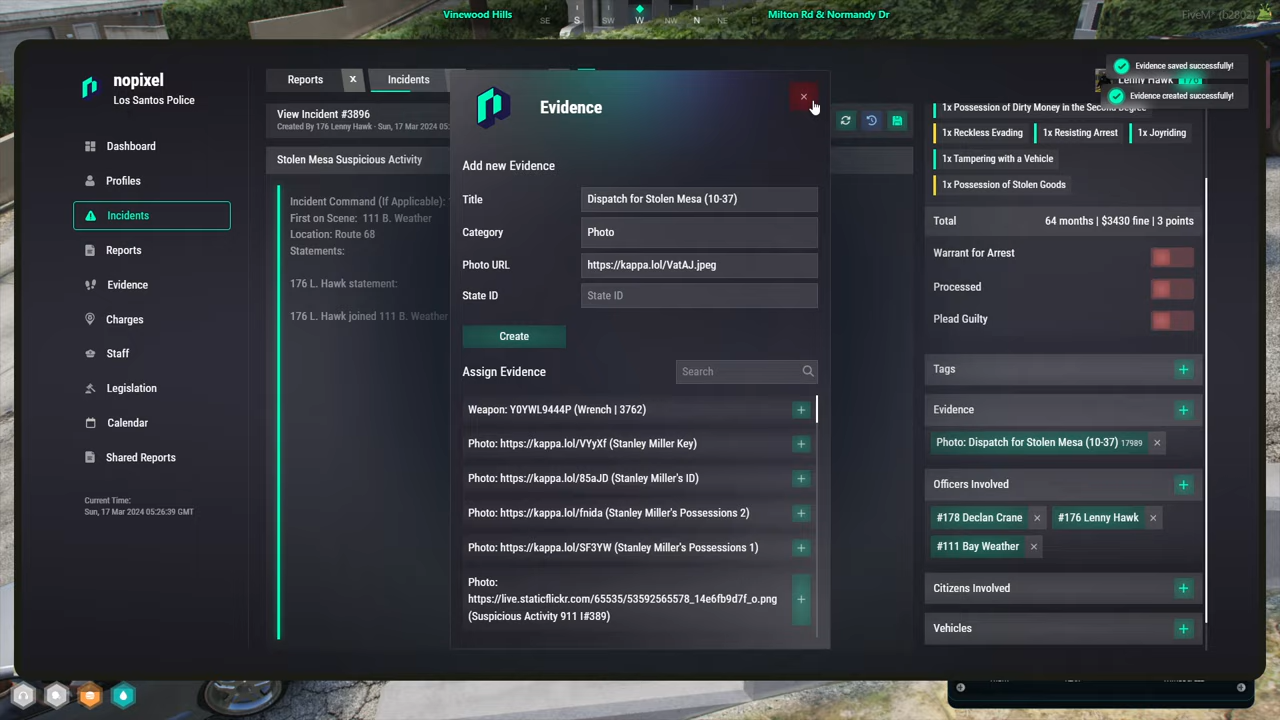 Vinewood Hills
SE S SW W NW N NE
Milton Rd & Normandy Dr
FiveM
nopixel
Los Santos Police
Dashboard
Profiles
Incidents
Reports
Evidence
Charges
Staff
Legislation
Calendar
Shared Reports
Current Time:
Sun, 17 Mar 2024 05:26:39 GMT
Reports X Incidents
View Incident #3896
Created By 176 Lenny Hawk · Sun, 17 Mar 2024 05
Stolen Mesa Suspicious Activity
Incident Command (If Applicable):
First on Scene: 111 B. Weather
Location: Route 68
Statements:
176 L. Hawk statement:
176 L. Hawk joined 111 B. Weather
Evidence
Add new Evidence
Title Dispatch for Stolen Mesa (10-37)
Category Photo
Photo URL https://kappa.lol/VatAJ.jpeg
State ID State ID
Create
Assign Evidence Search
Weapon: Y0YWL9444P (Wrench | 3762)
Photo: https://kappa.lol/VYyXf (Stanley Miller Key)
Photo: https://kappa.lol/85aJD (Stanley Miller's ID)
Photo: https://kappa.lol/fnida (Stanley Miller's Possessions 2)
Photo: https://kappa.lol/SF3YW (Stanley Miller's Possessions 1)
Photo:
https://live.staticflickr.com/65535/53592565578_14e6fb9d7f_o.png
(Suspicious Activity 911 I#389)
Evidence saved successfully!
Lenny Hawk 176
Evidence created successfully!
1x Possession of Dirty Money in the Second Degree
1x Reckless Evading 1x Resisting Arrest 1x Joyriding
1x Tampering with a Vehicle
1x Possession of Stolen Goods
Total 64 months | $3430 fine | 3 points
Warrant for Arrest
Processed
Plead Guilty
Tags
Evidence
Photo: Dispatch for Stolen Mesa (10-37) 17989
Officers Involved
#178 Declan Crane #176 Lenny Hawk
#111 Bay Weather
Citizens Involved
Vehicles